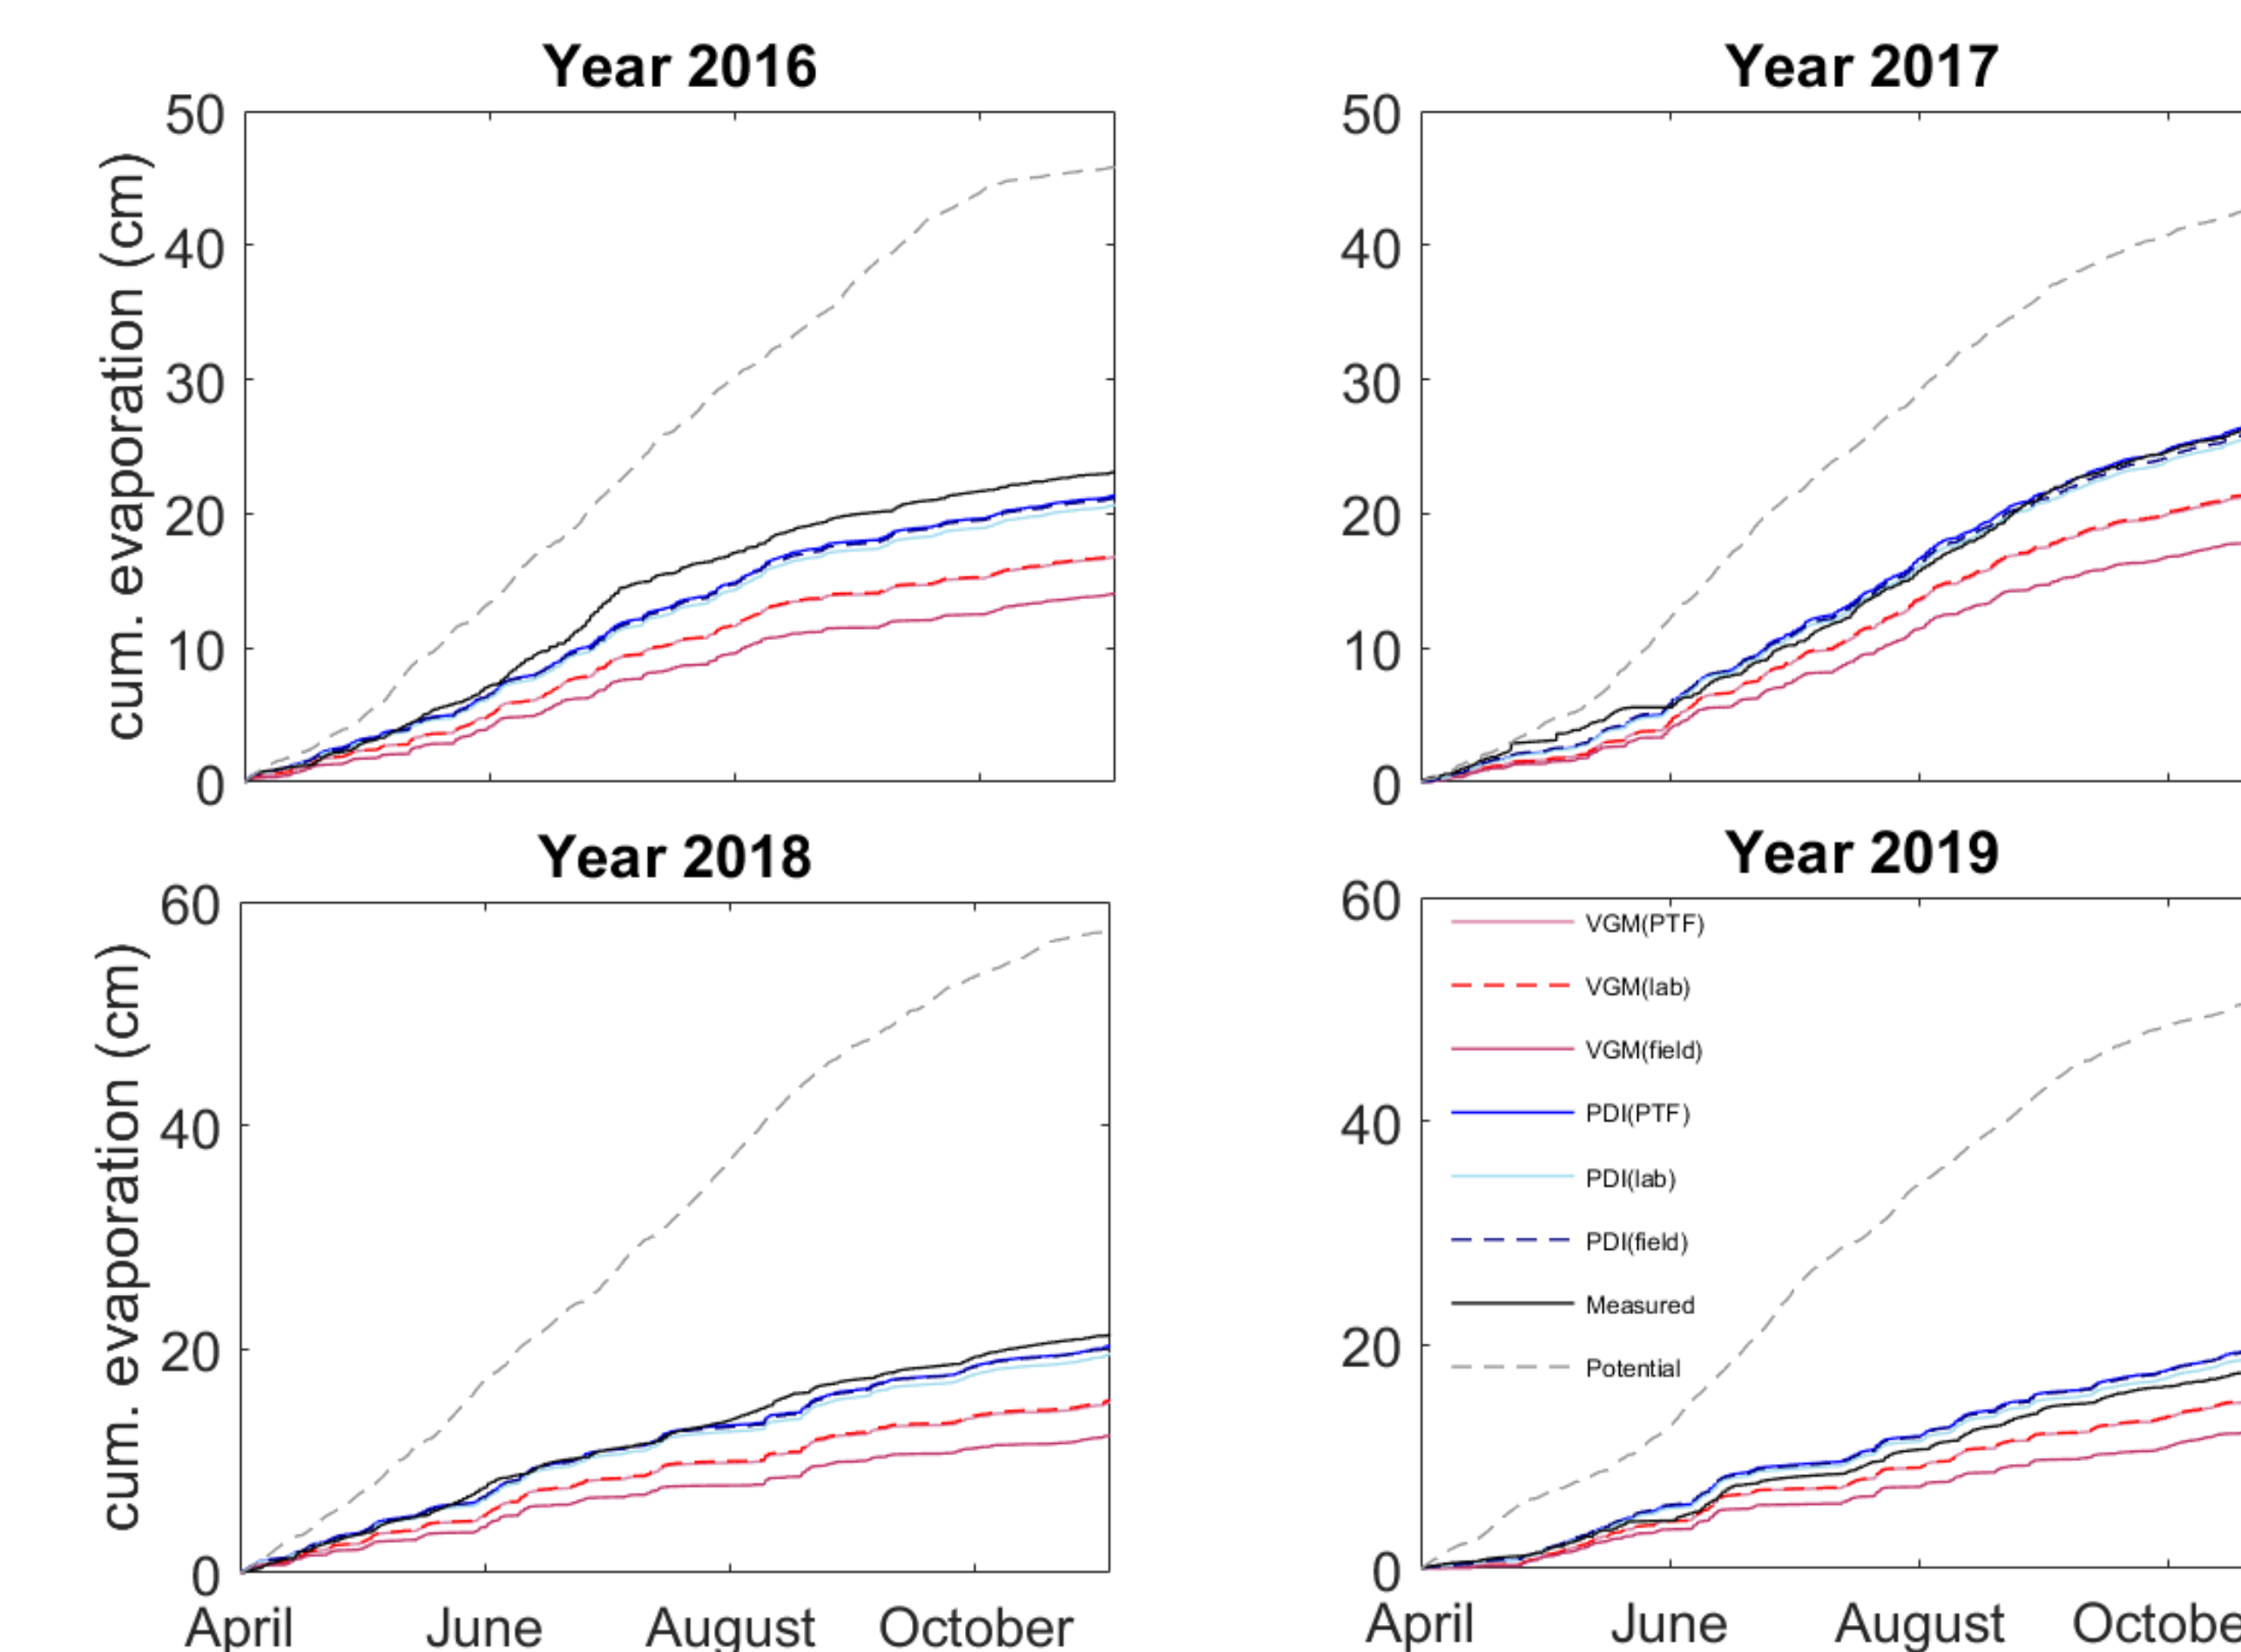 Year 2016
Year 2017
cum. evaporation (cm)
50
40
30
20
10
0
50
40
30
20
10
0
Year 2018
Year 2019
cum. evaporation (cm)
60
40
20
0
April June August October
60
40
20
0
VGM(PTF)
VGM(lab)
VGM(field)
PDI(PTF)
PDI(lab)
PDI(field)
Measured
Potential
April June August Octobe